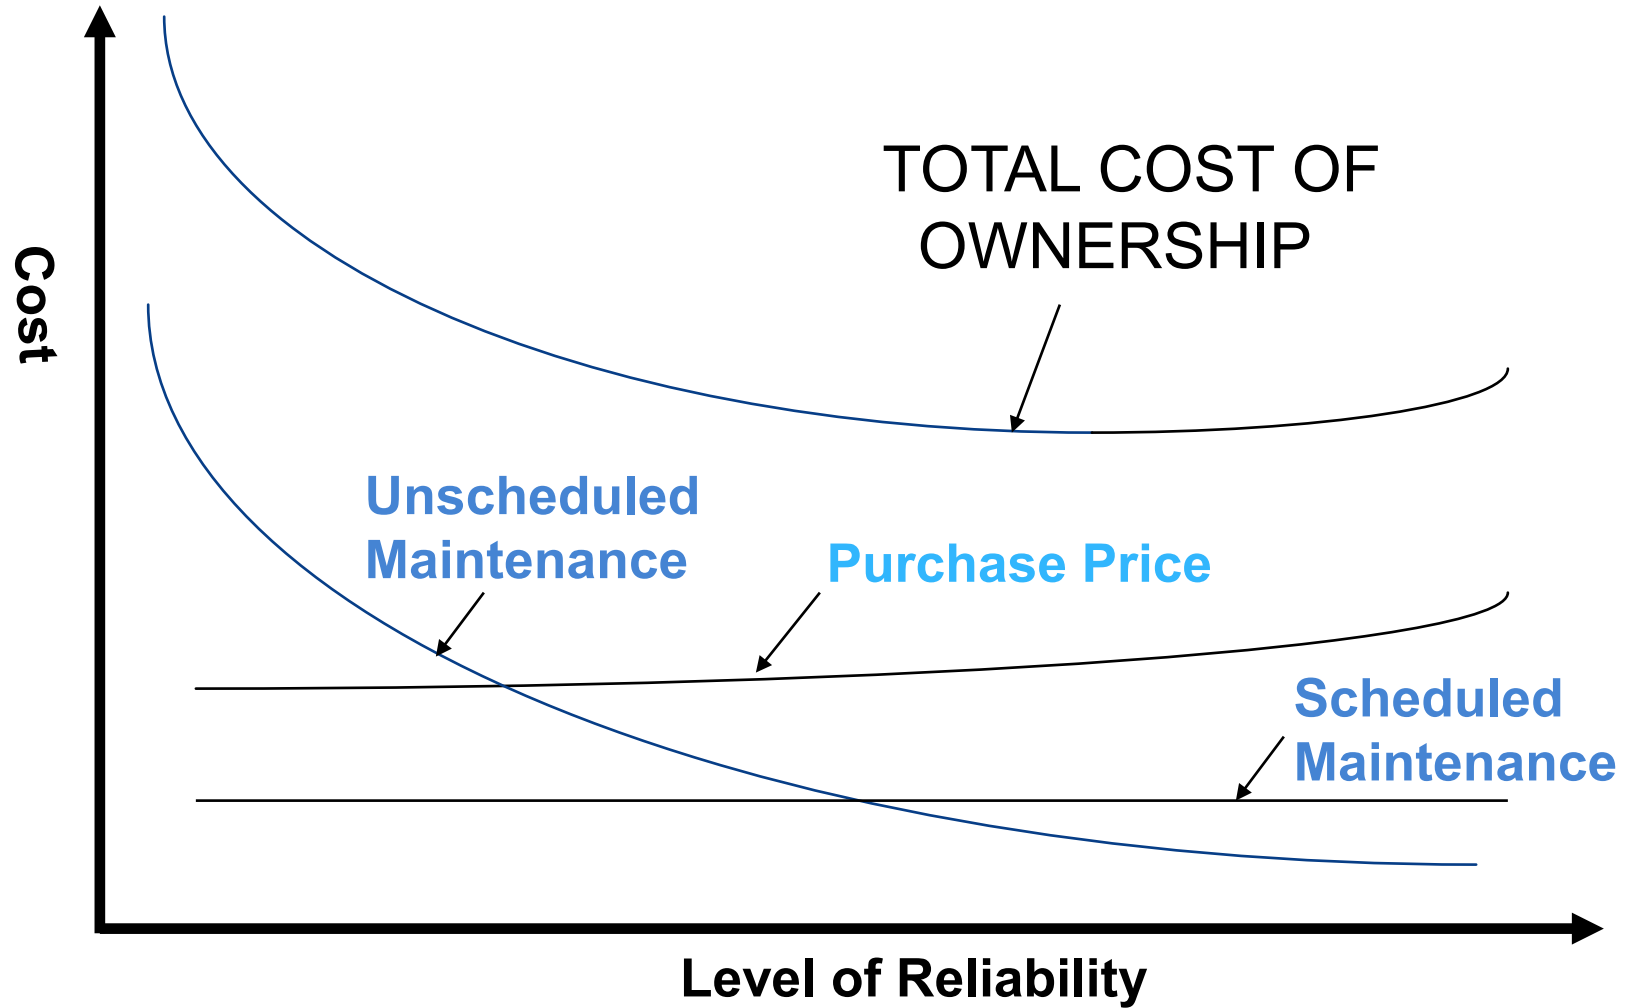 TOTAL COST OF
OWNERSHIP
Cost
Unscheduled
Maintenance
Purchase Price
Scheduled
Maintenance
Level of Reliability